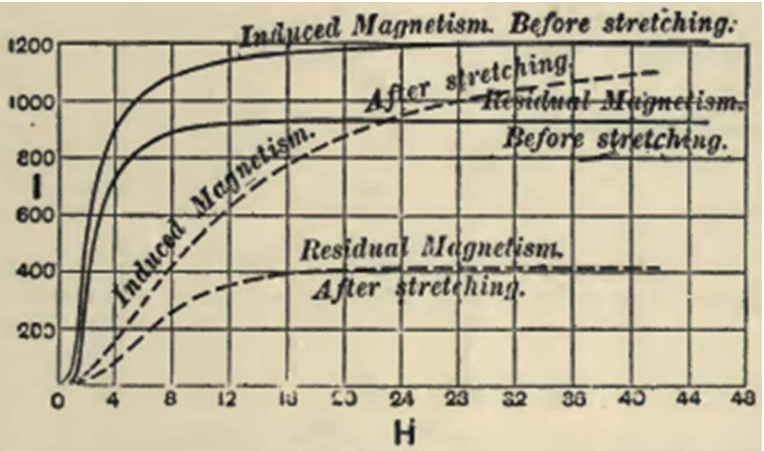 Induced Magnetism. Before stretching.
1200
After stretching.
1000
Residual Magnetism.
Before stretching.
800
I
Induced Magnetism.
600
Residual Magnetism.
400
After stretching.
200
0 4 8 12 16 20 24 28 32 36 40 44 48
H